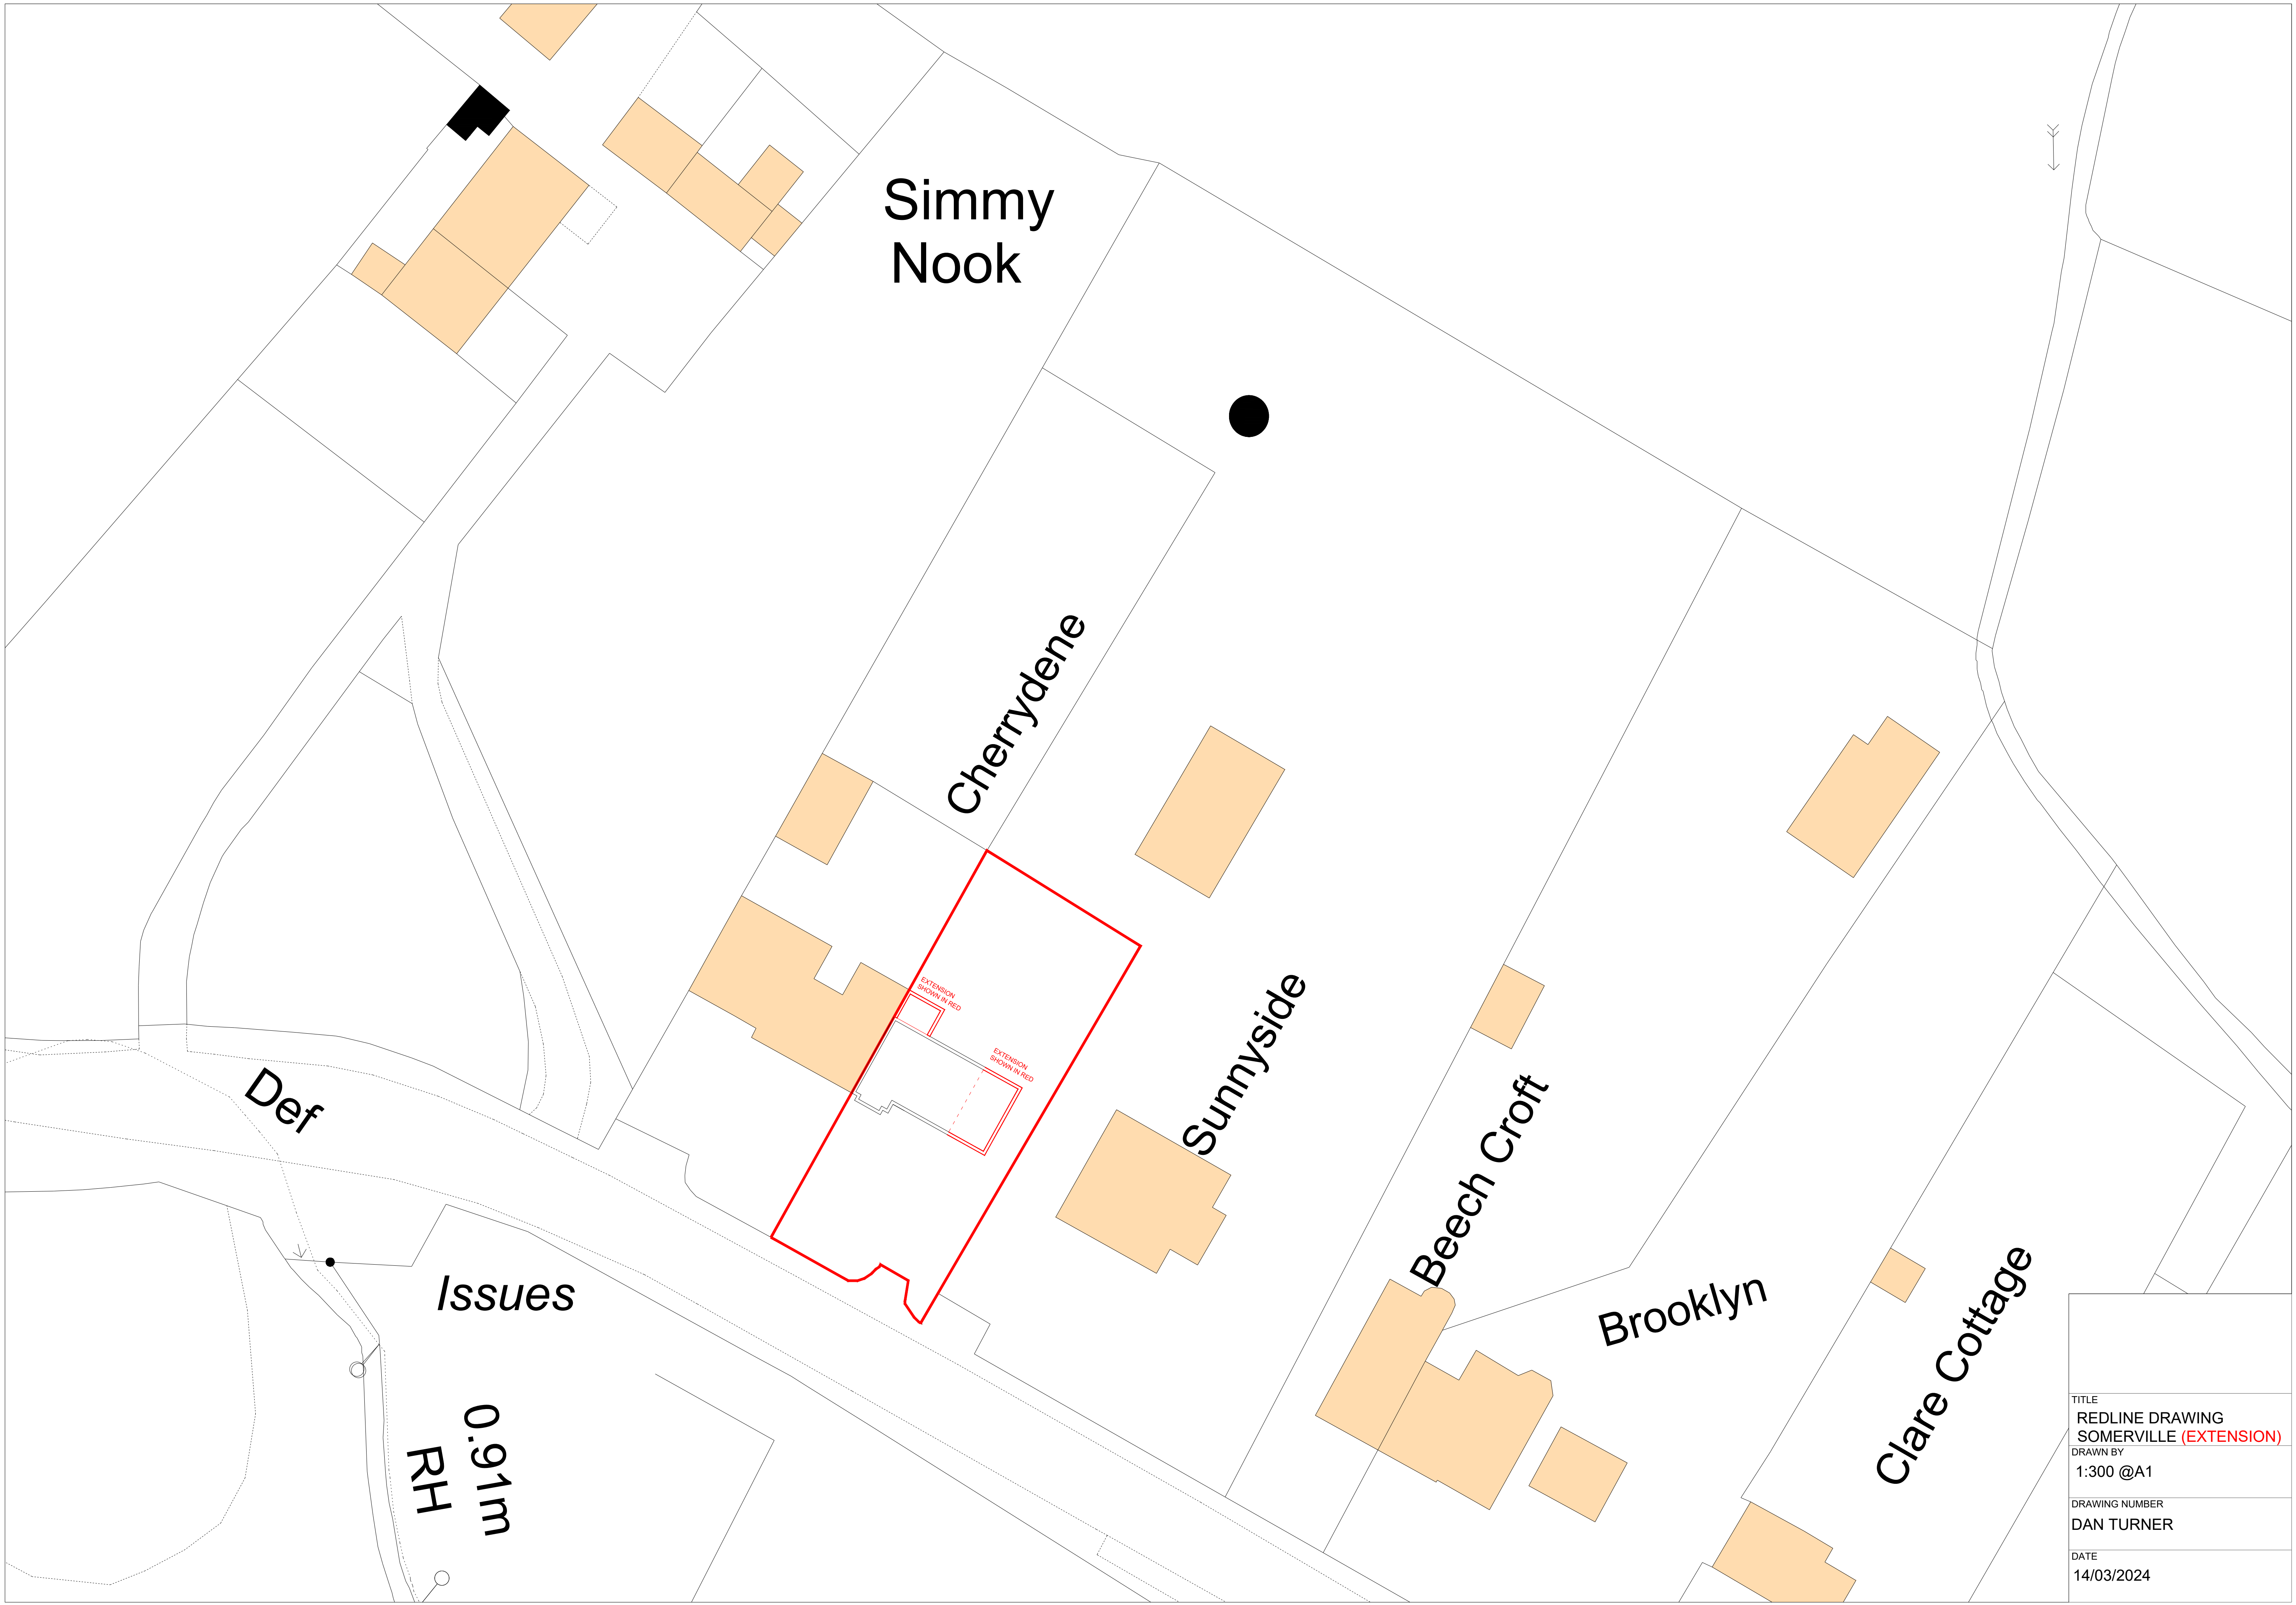 Simmy
Nook
Cherrydene
EXTENSION
SHOWN IN RED
EXTENSION
SHOWN IN RED
Sunnyside
Def
Beech Croft
Issues
Brooklyn
Clare Cottage
0.91m
RH
TITLE
REDLINE DRAWING
SOMERVILLE (EXTENSION)
DRAWN BY
1:300 @A1
DRAWING NUMBER
DAN TURNER
DATE
14/03/2024